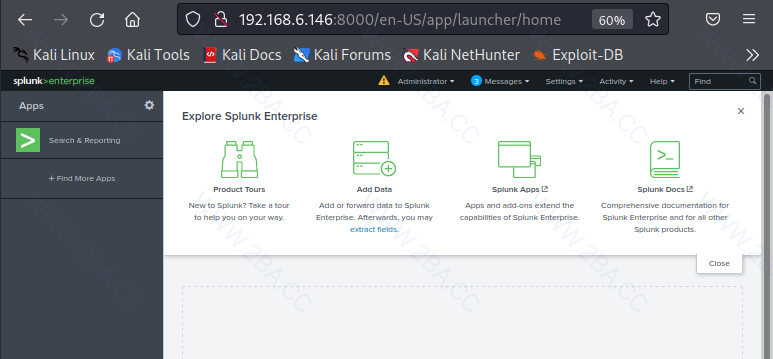 192.168.6.146:8000/en-US/app/launcher/home 60%
Kali Linux Kali Tools Kali Docs Kali Forums Kali NetHunter Exploit-DB
splunk>enterprise Administrator 3 Messages Settings Activity Help Find
Apps
Search & Reporting
+ Find More Apps
Explore Splunk Enterprise
Product Tours
New to Splunk? Take a tour
to help you on your way.
Add Data
Add or forward data to Splunk
Enterprise. Afterwards, you may
extract fields.
Splunk Apps
Apps and add-ons extend the
capabilities of Splunk Enterprise.
Splunk Docs
Comprehensive documentation for
Splunk Enterprise and for all other
Splunk products.
Close
WWW.2BA.CC